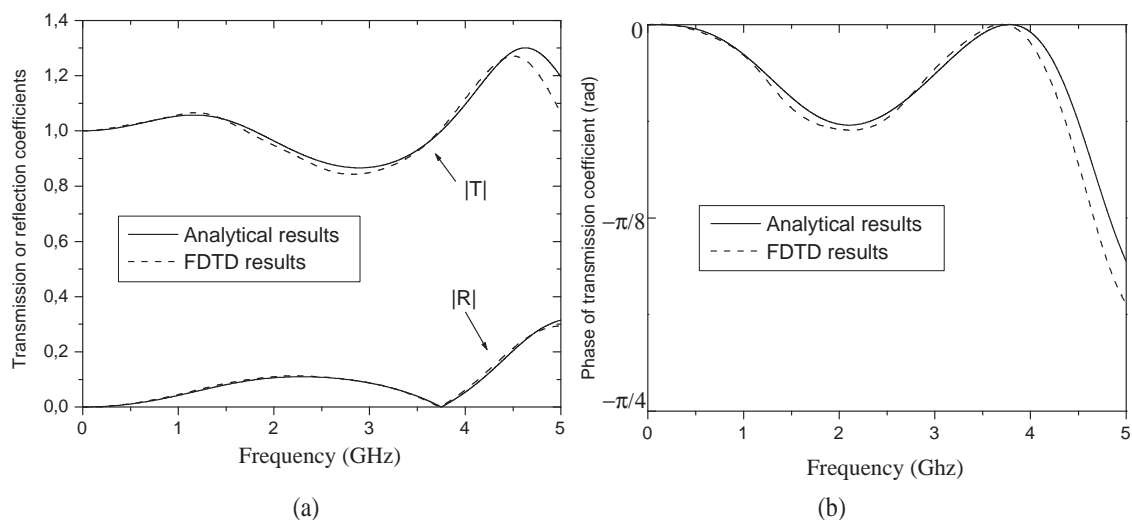 1,4
1,2
1,0
0,8
0,6
0,4
0,2
0,0
Transmission or reflection coefficients
|T|
Analytical results
FDTD results
|R|
0 1 2 3 4 5
Frequency (GHz)
(a)
0
−π/8
−π/4
Phase of transmission coefficient (rad)
Analytical results
FDTD results
0 1 2 3 4 5
Frequency (Ghz)
(b)